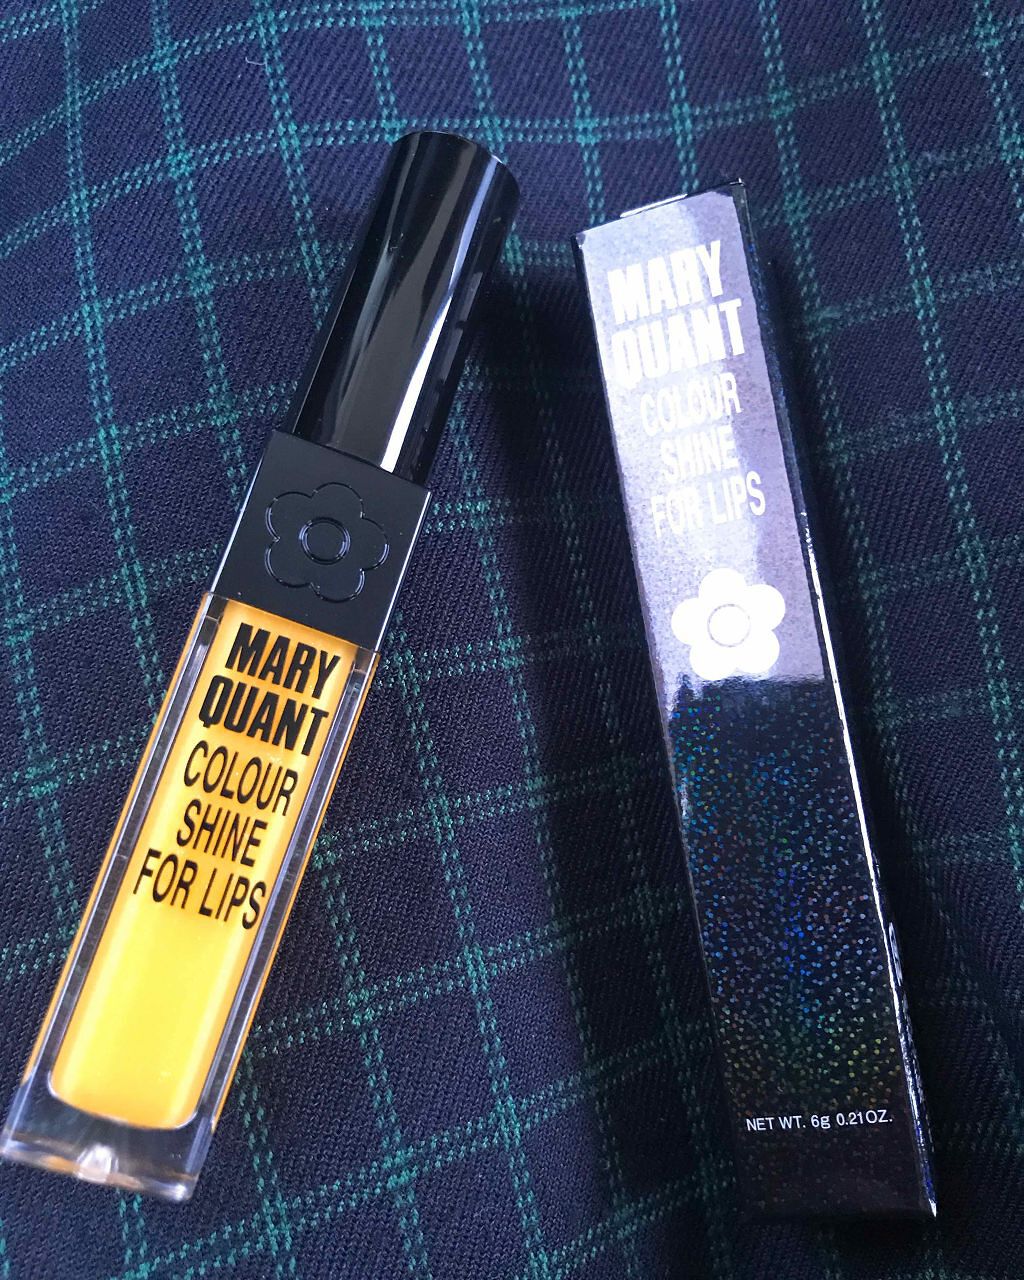 MARY
QUANT
COLOUR
SHINE
FOR LIPS
MARY
QUANT
COLOUR
SHINE
FOR LIPS
NET WT. 6g 0.21OZ.